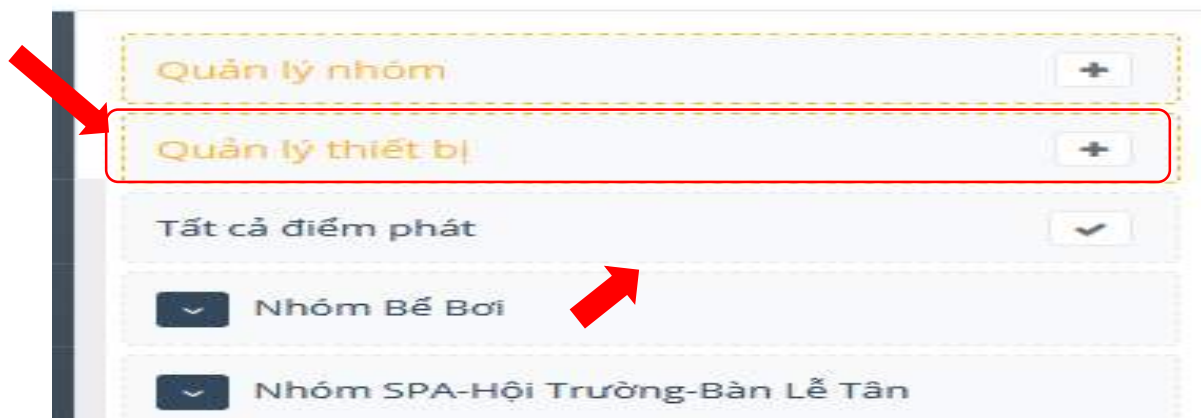 Quản lý nhóm
Quản lý thiết bị
Tất cả điểm phát
Nhóm Bể Bơi
Nhóm SPA-Hội Trường-Bàn Lễ Tân